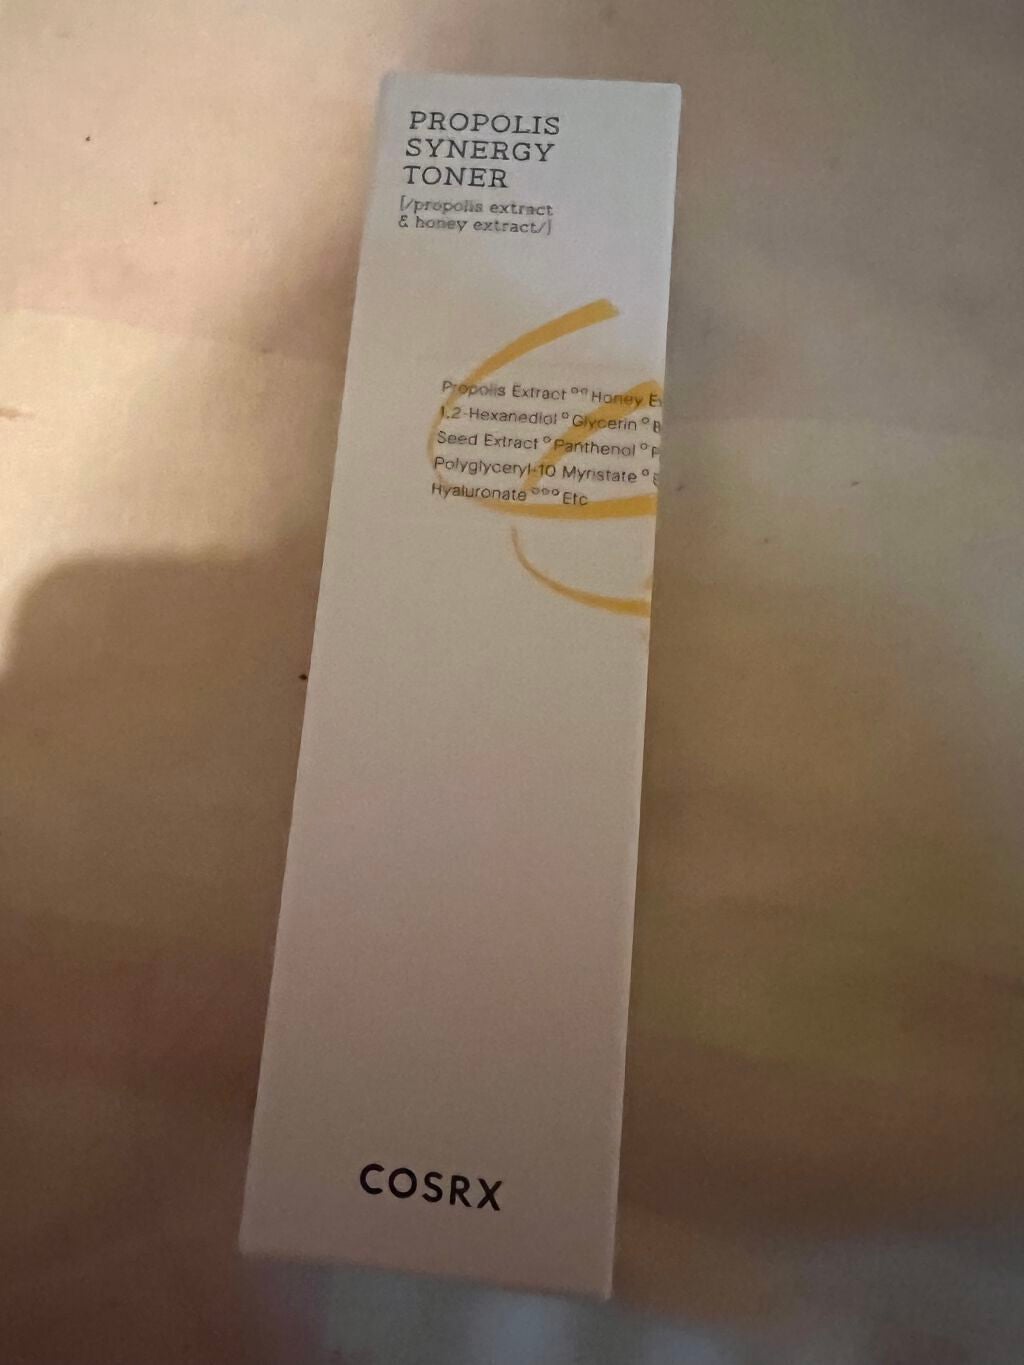 PROPOLIS
SYNERGY
TONER
[/propolis extract
& honey extract/]
Propolis Extract °° Honey
1,2-Hexanediol ° Glycerin °
Seed Extract ° Panthenol °
Polyglyceryl-10 Myristate °
Hyaluronate °°° Etc
COSRX